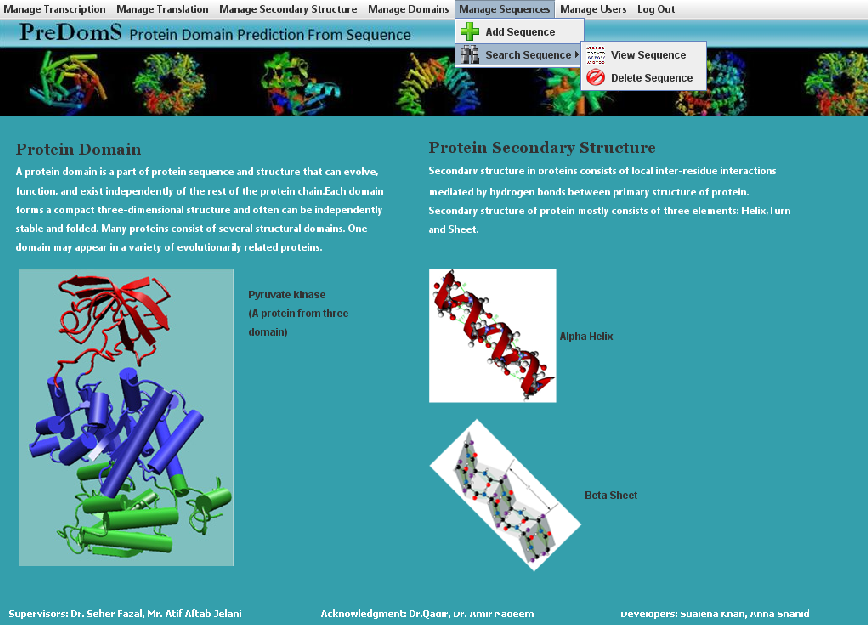 Manage Transcription Manage Translation Manage Secondary Structure Manage Domains Manage Sequences Manage Users Log Out
PreDomS Protein Domain Prediction From Sequence
Add Sequence
Search Sequence
View Sequence
Delete Sequence
Protein Domain
A protein domain is a part of protein sequence and structure that can evolve,
function, and exist independently of the rest of the protein chain.Each domain
forms a compact three-dimensional structure and often can be independently
stable and folded. Many proteins consist of several structural domains. One
domain may appear in a variety of evolutionarily related proteins.
Pyruvate kinase
(A protein from three
domain)
Protein Secondary Structure
Secondary structure in proteins consists of local inter-residue interactions
mediated by hydrogen bonds between primary structure of protein.
Secondary structure of protein mostly consists of three elements: Helix,Turn
and Sheet.
Alpha Helix
Beta Sheet
Supervisors: Dr. Seher Fazal, Mr. Atif Aftab Jelani
Acknowledgment: Dr.Qadir, Dr. Amir Nadeem
Developers: Khan, Anna Shahid